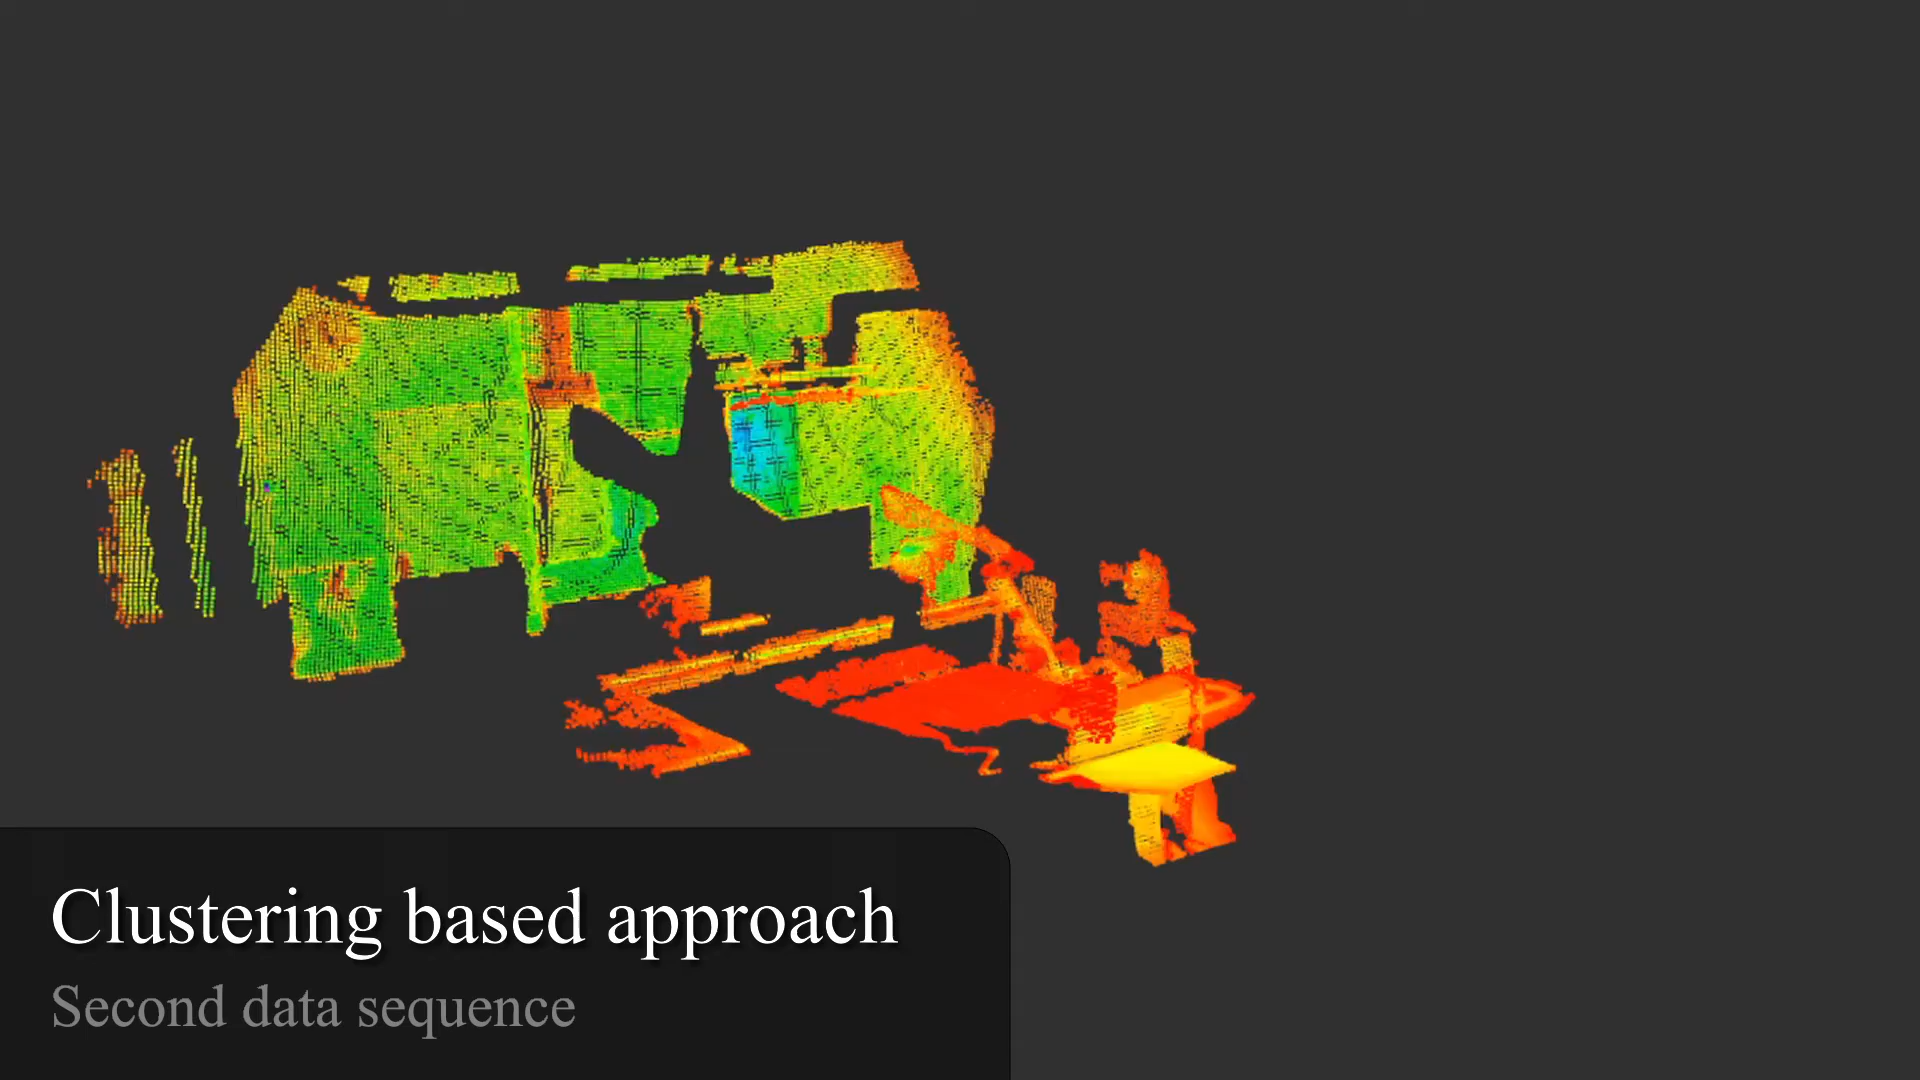 Clustering based approach
Second data sequence